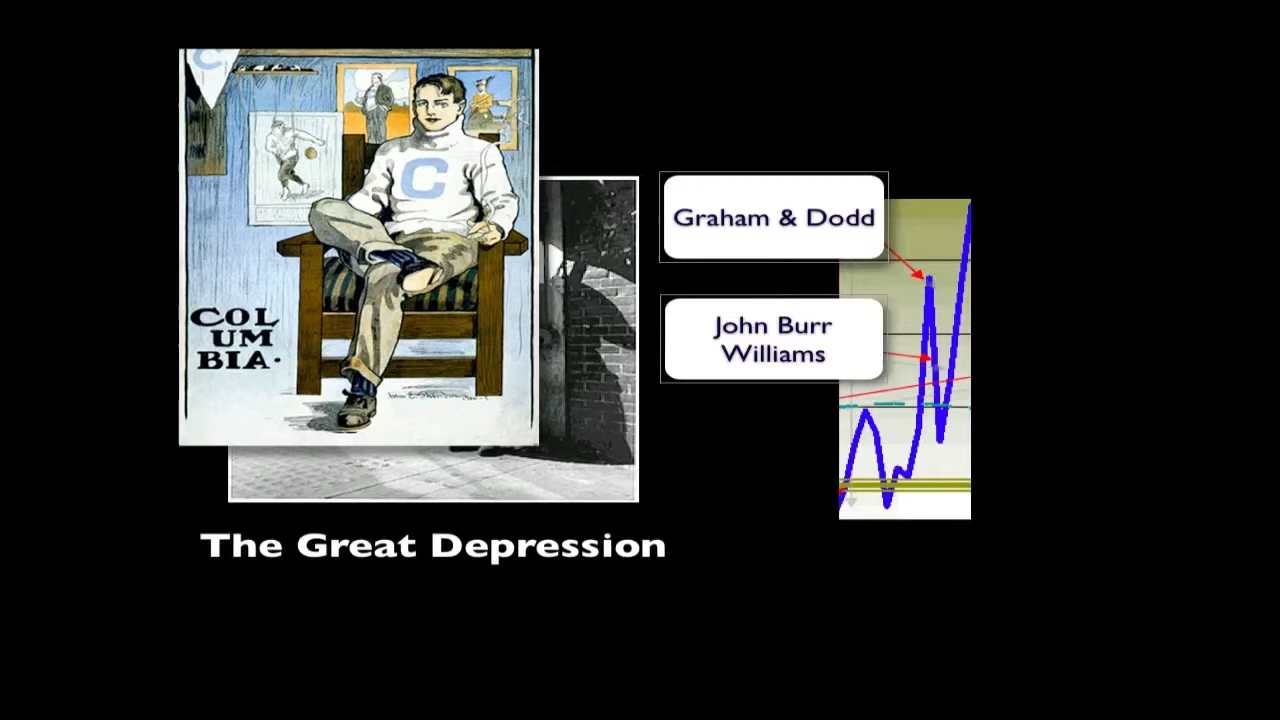 C
C
COL
UM
BIA.
Graham & Dodd
John Burr
Williams
The Great Depression